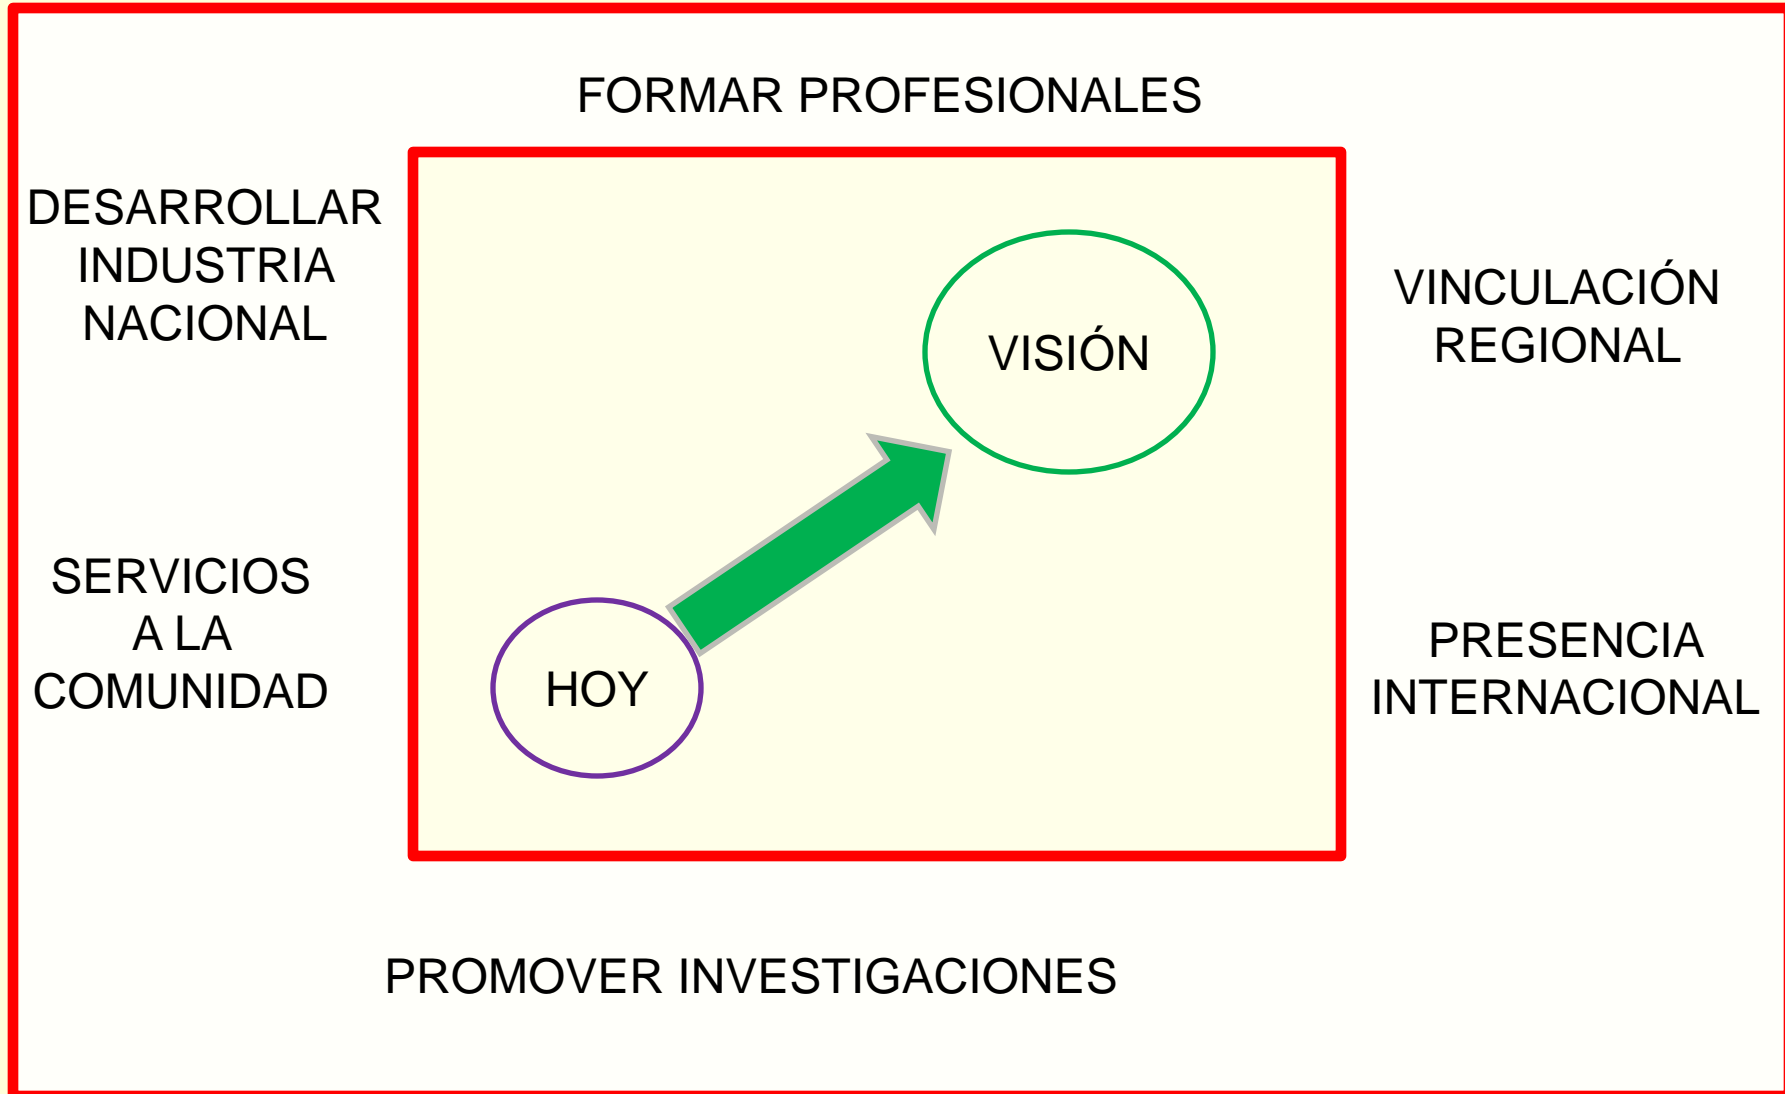 FORMAR PROFESIONALES
DESARROLLAR
INDUSTRIA
NACIONAL
VINCULACIÓN
REGIONAL
VISIÓN
SERVICIOS
A LA
COMUNIDAD
HOY
PRESENCIA
INTERNACIONAL
PROMOVER INVESTIGACIONES